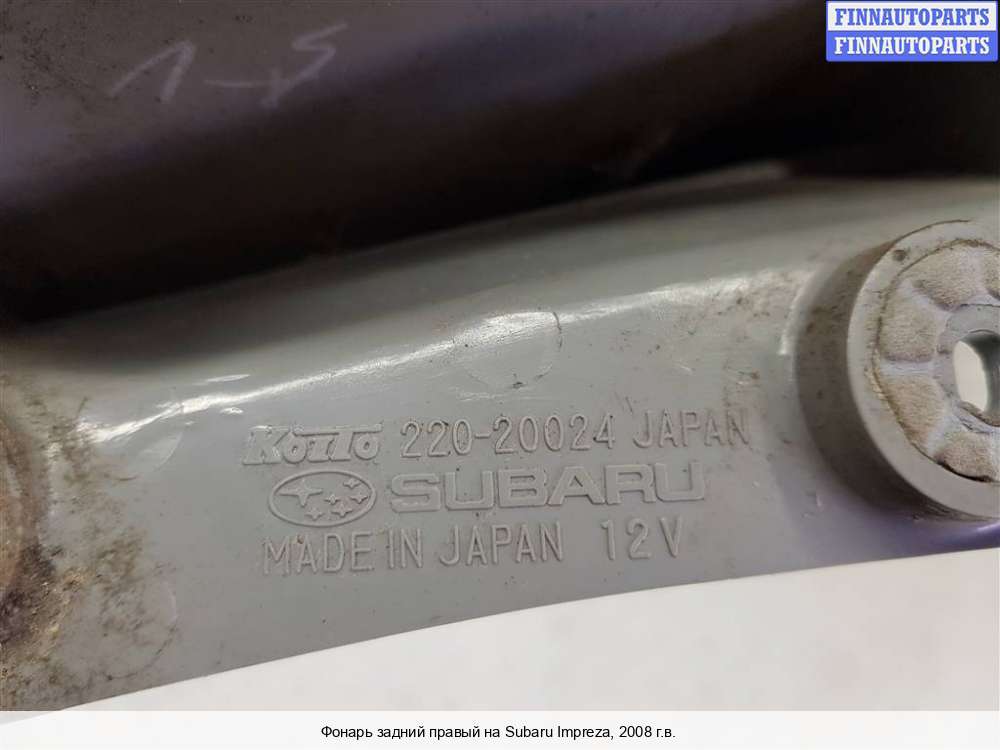 FINNAUTOPARTS
FINNAUTOPARTS
KOITO 220-20024 JAPAN
SUBARU
MADE IN JAPAN 12V
Фонарь задний правый на Subaru Impreza, 2008 г.в.